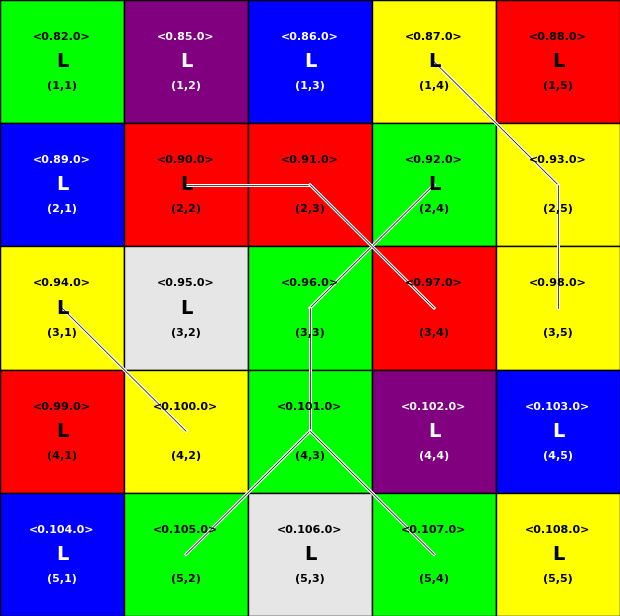 <0.82.0> <0.85.0> <0.86.0> <0.87.0> <0.88.0>
L L L L L
(1,1) (1,2) (1,3) (1,4) (1,5)
<0.89.0> <0.90.0> <0.91.0> <0.92.0> <0.93.0>
L L L
(2,1) (2,2) (2,3) (2,4) (2,5)
<0.94.0> <0.95.0> <0.96.0> <0.97.0> <0.98.0>
L L
(3,1) (3,2) (3,3) (3,4) (3,5)
<0.99.0> <0.100.0> <0.101.0> <0.102.0> <0.103.0>
L L L
(4,1) (4,2) (4,3) (4,4) (4,5)
<0.104.0> <0.105.0> <0.106.0> <0.107.0> <0.108.0>
L L L
(5,1) (5,2) (5,3) (5,4) (5,5)